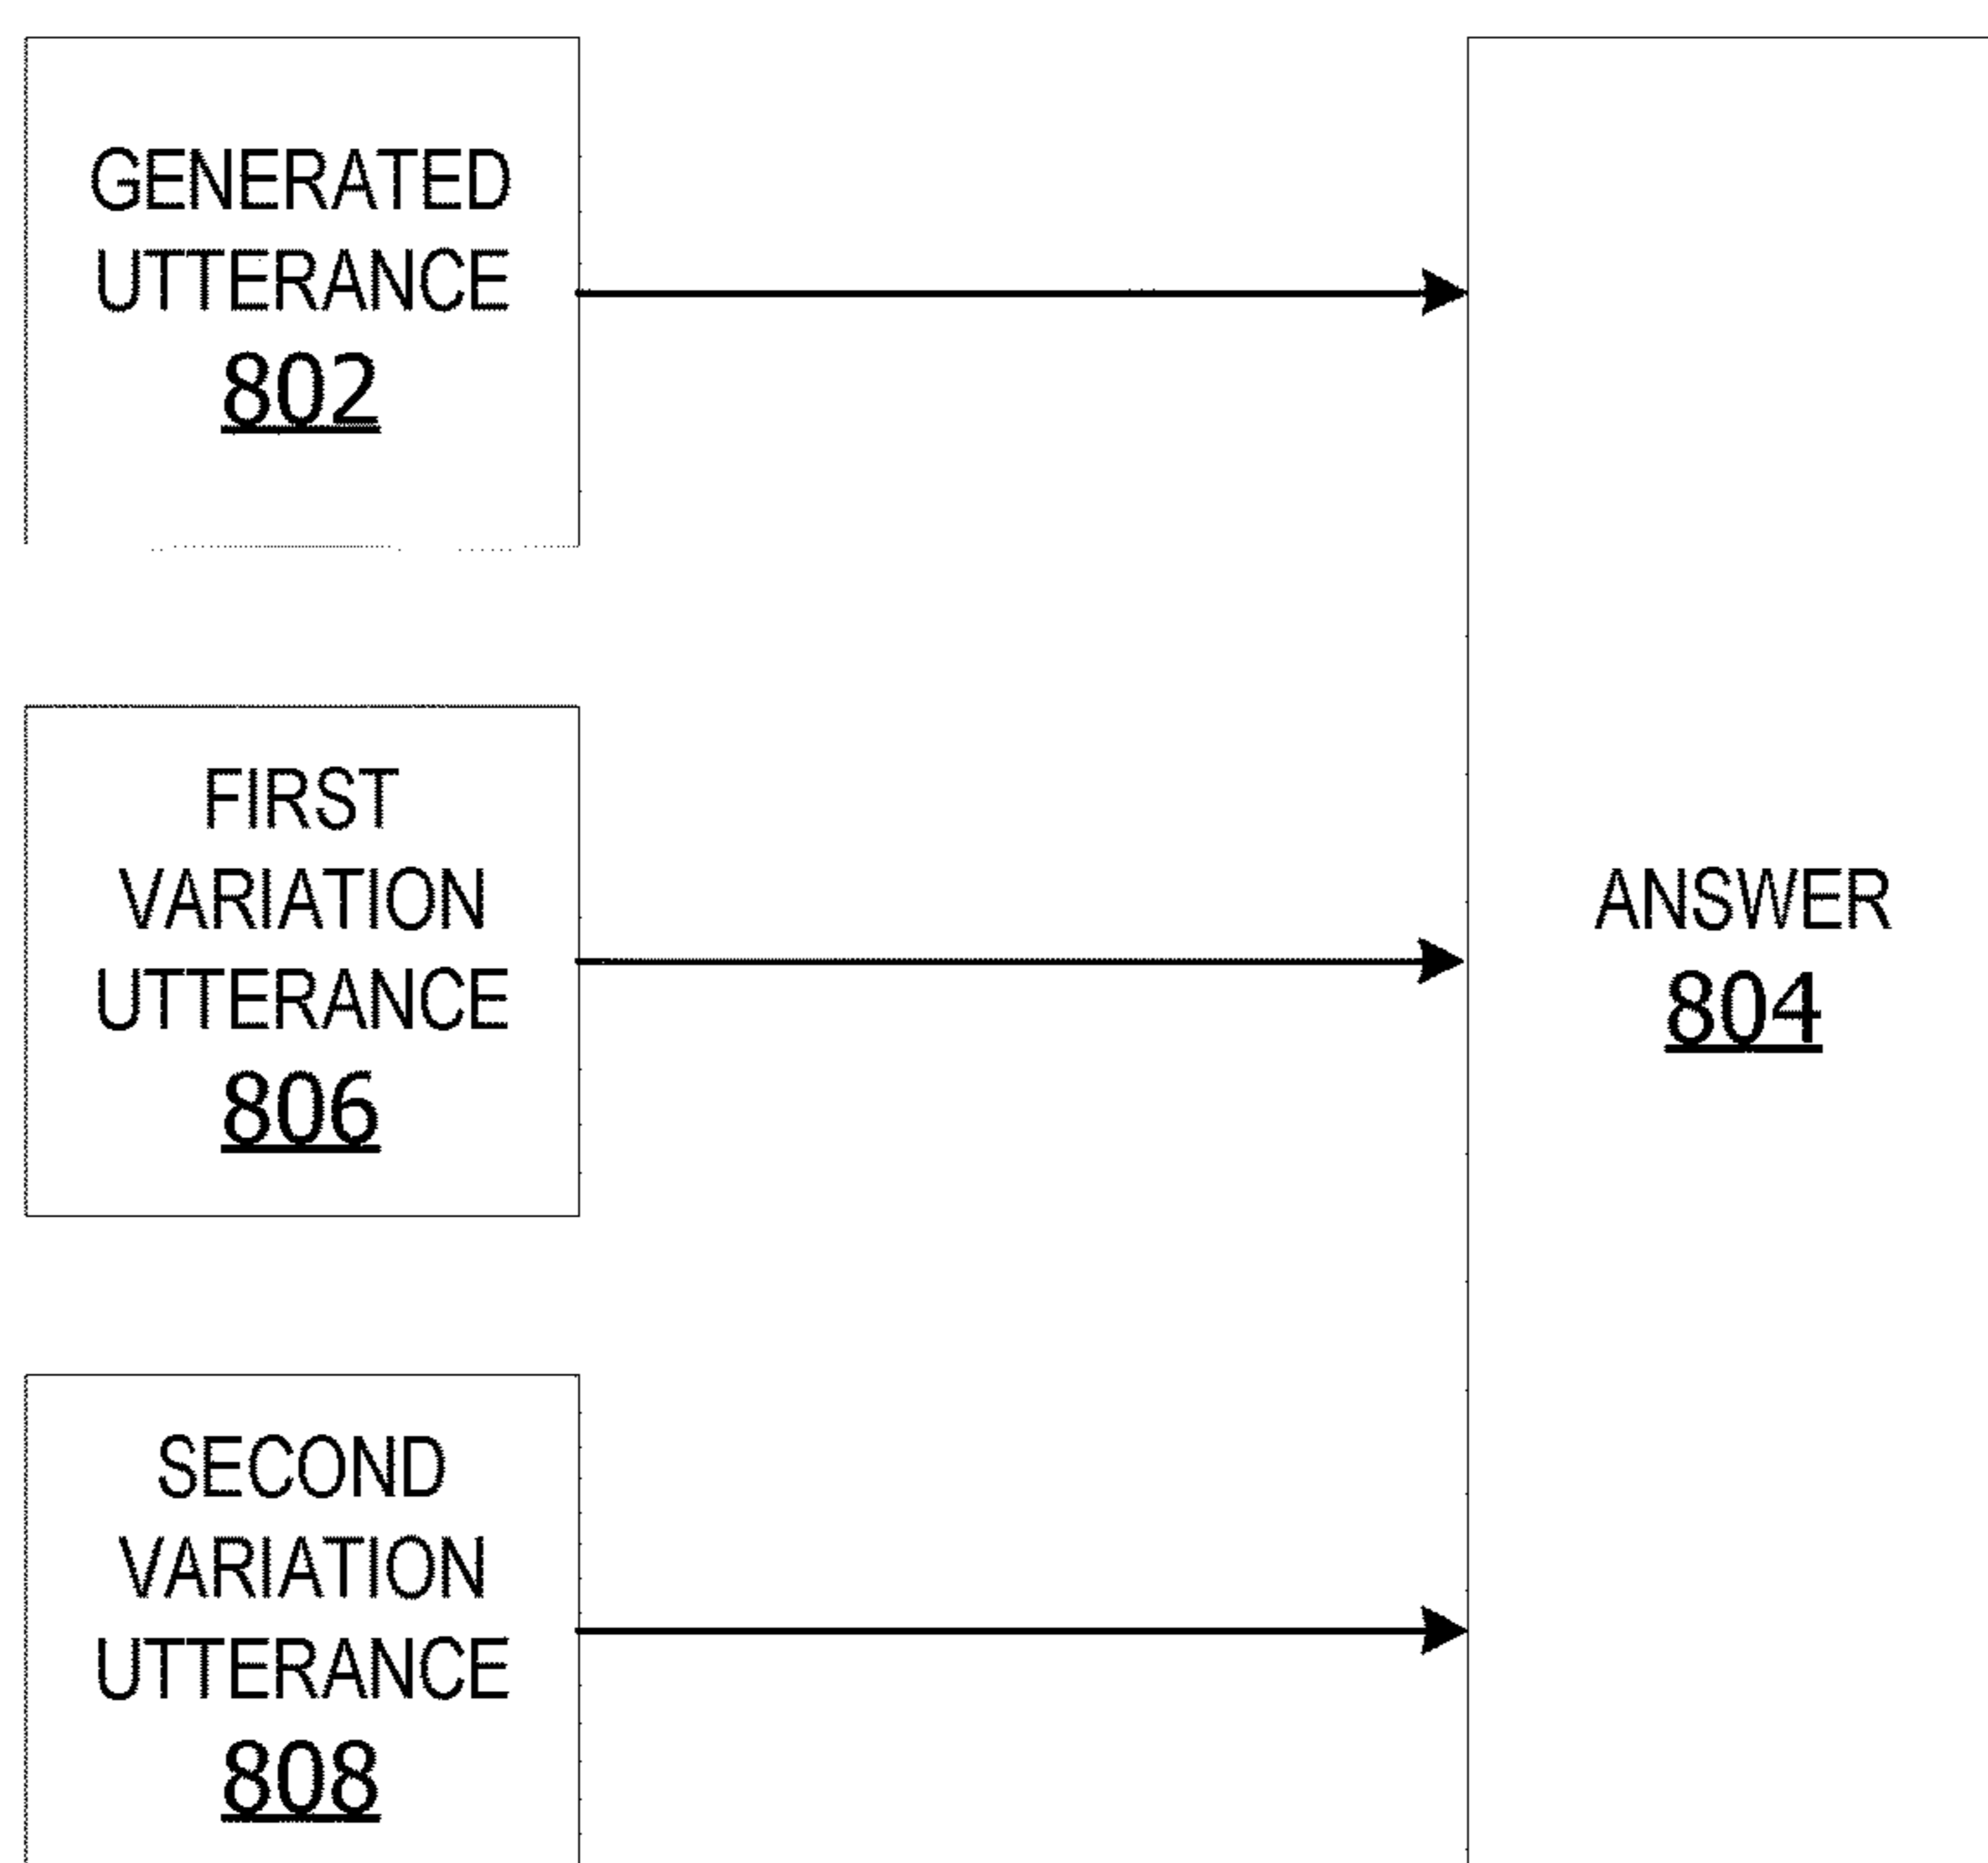 GENERATED
UTTERANCE
802
FIRST
VARIATION
UTTERANCE
806
SECOND
VARIATION
UTTERANCE
808
ANSWER
804